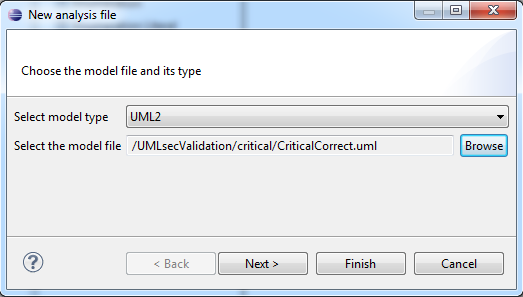 New analysis file
Choose the model file and its type
Select model type UML2
Select the model file /UMLsecValidation/critical/CriticalCorrect.uml Browse
? < Back Next > Finish Cancel